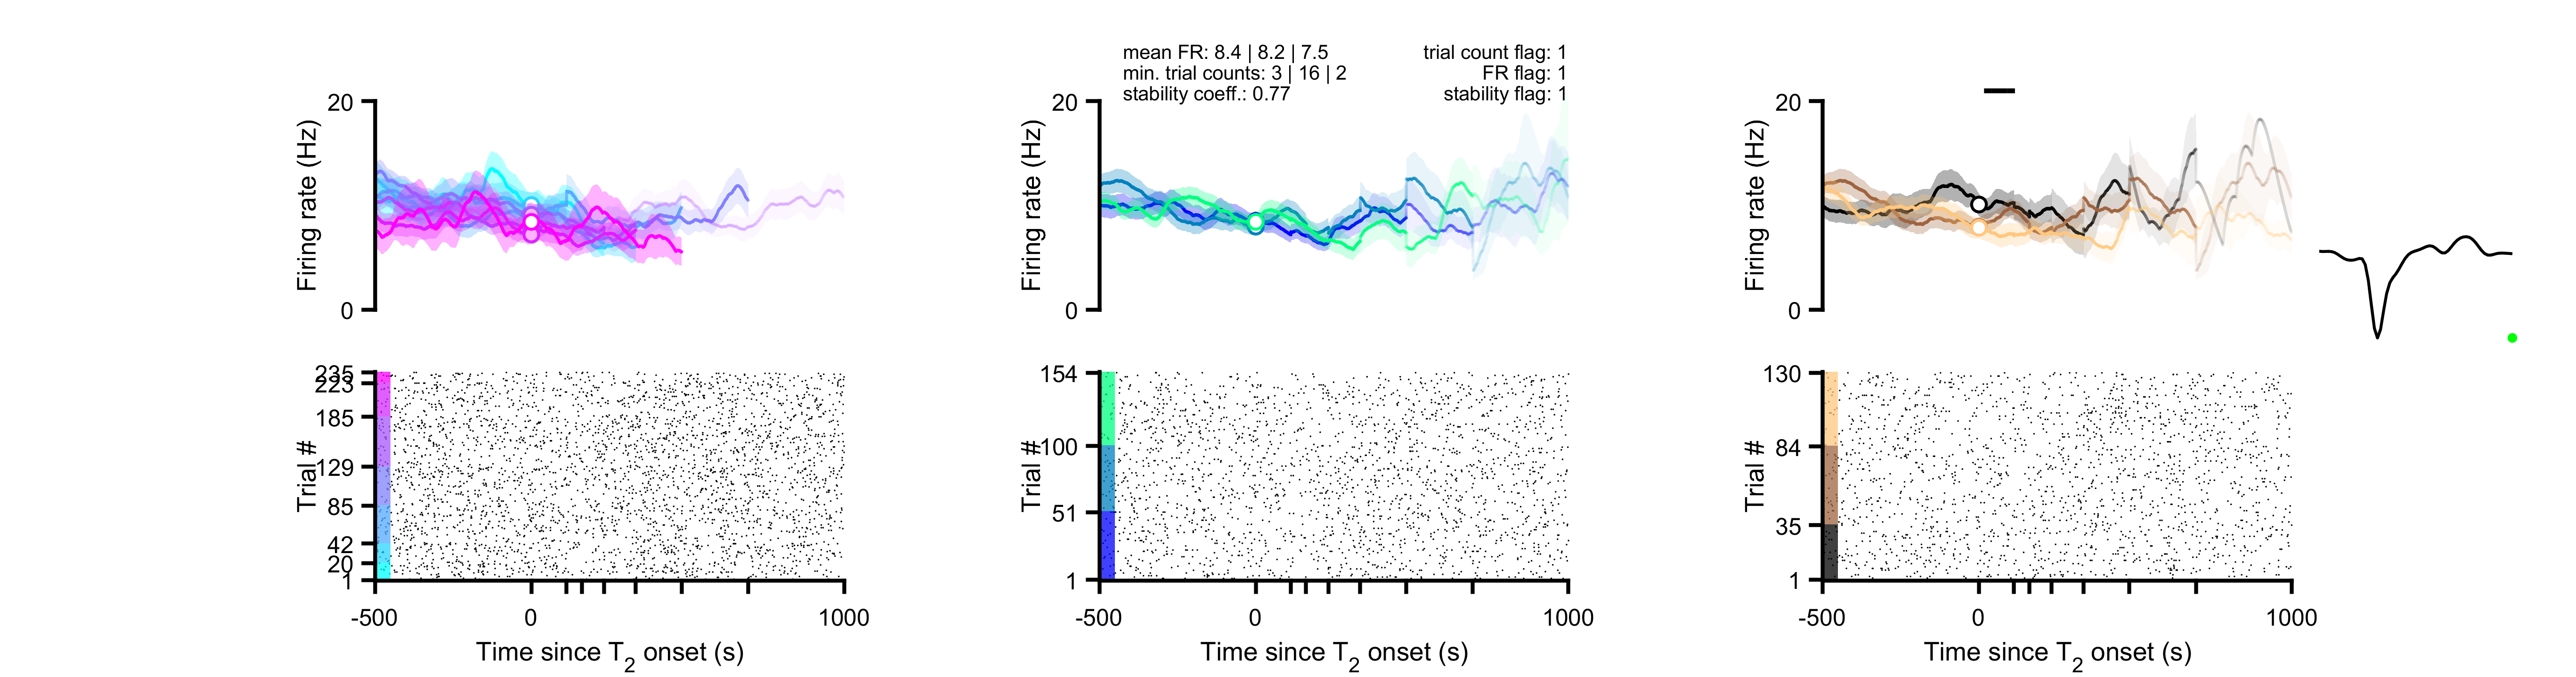 mean FR: 8.4 | 8.2 | 7.5
min. trial counts: 3 | 16 | 2
stability coeff.: 0.77
trial count flag: 1
FR flag: 1
stability flag: 1
20
Firing rate (Hz)
0
235
223
185
129
85
42
20
1
Trial #
-500
0
1000
Time since T2 onset (s)
20
Firing rate (Hz)
0
154
100
51
1
Trial #
-500
0
1000
Time since T2 onset (s)
20
Firing rate (Hz)
0
130
84
35
1
Trial #
-500
0
1000
Time since T2 onset (s)